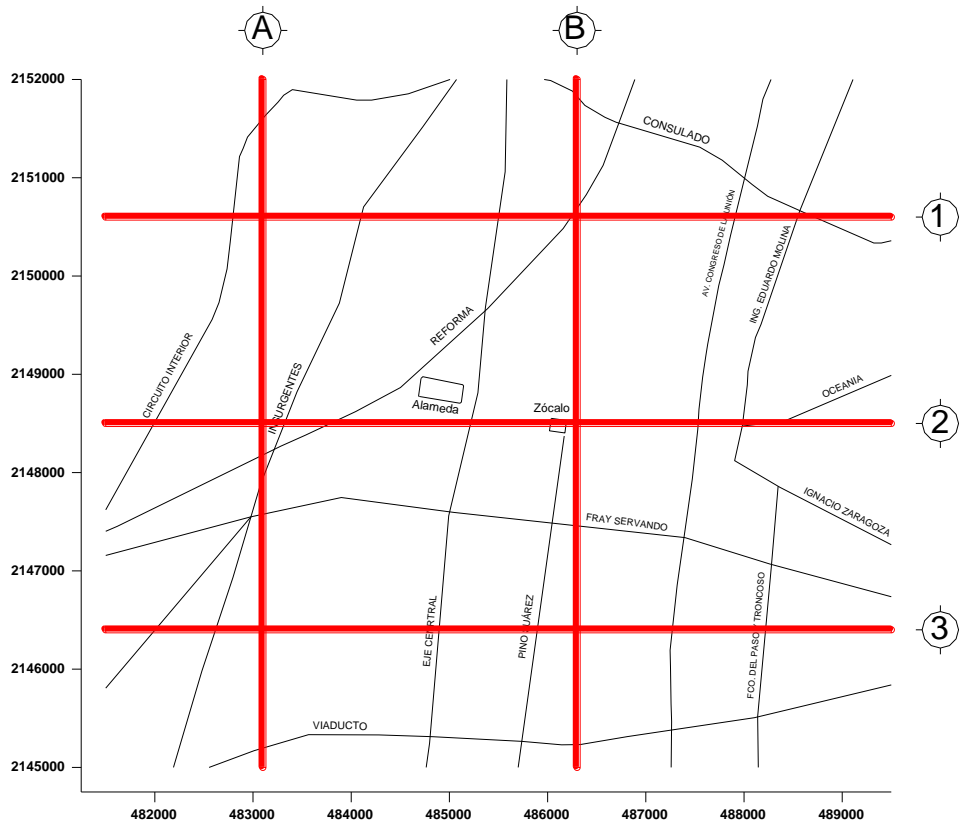 A
B
2152000
CONSULADO
2151000
1
AV. CONGRESO DE LA UNIÓN
ING. EDUARDO MOLINA
2150000
REFORMA
CIRCUITO INTERIOR
2149000
INSURGENTES
OCEANIA
Alameda
Zócalo
2
2148000
IGNACIO ZARAGOZA
FRAY SERVANDO
2147000
EJE CENTRAL
PINO SUÁREZ
FCO. DEL PASO Y TRONCOSO
3
2146000
VIADUCTO
2145000
482000
483000
484000
485000
486000
487000
488000
489000